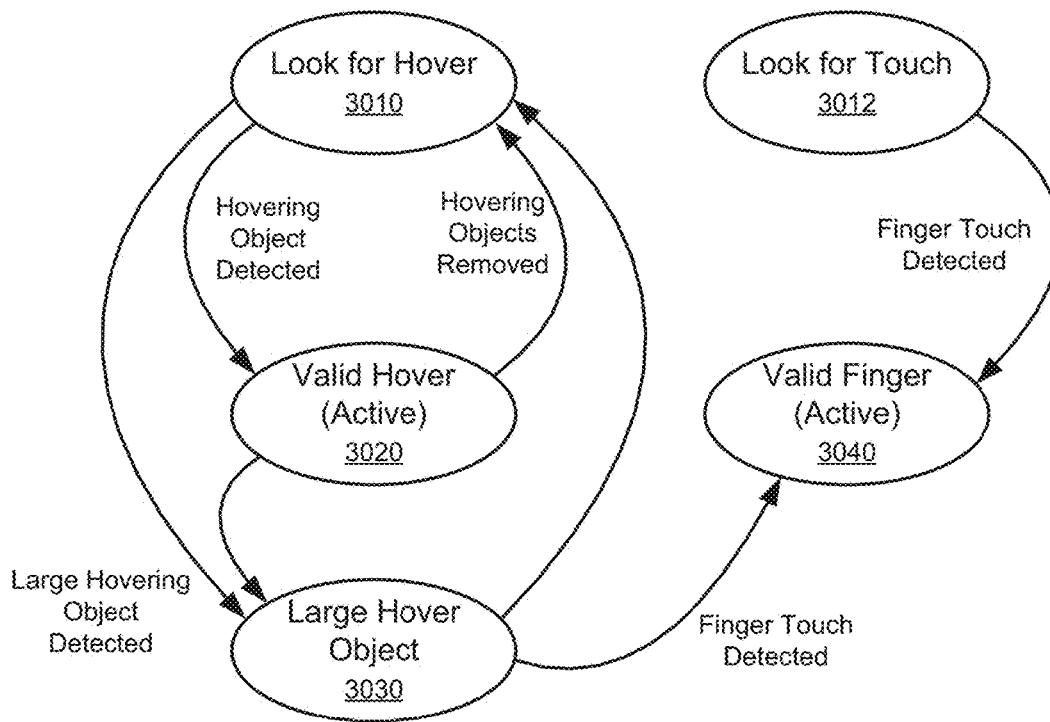 Look for Hover
3010
Look for Touch
3012
Hovering
Object
Detected
Hovering
Objects
Removed
Finger Touch
Detected
Valid Hover
(Active)
3020
Valid Finger
(Active)
3040
Large Hovering
Object
Detected
Large Hover
Object
3030
Finger Touch
Detected